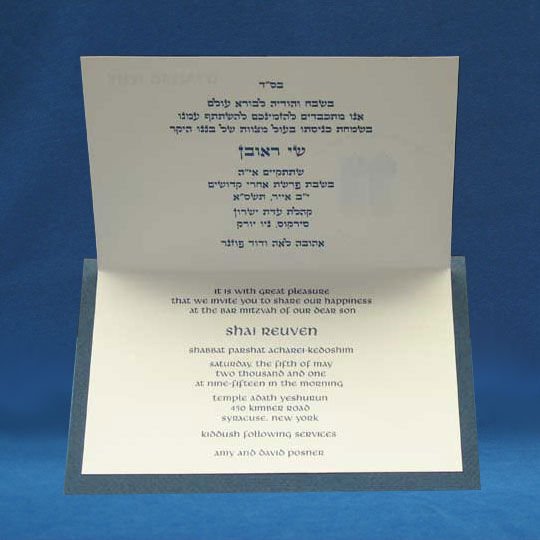 בס״ד
בשבח והודיה לבורא עולם
אנו מתכבדים להזמינכם להשתתף עמנו
בשמחת כניסתו בעול מצוות של בננו היקר
שי ראובן
שתתקיים אי״ה
בשבת פרשת אחרי קדושים
י״ב אייר, תשס״א
קהלת עדת ישרון
סירקוס, ניו יורק
אהובה לאה ודוד פוזנר
it is with great pleasure
that we invite you to share our happiness
at the bar mitzvah of our dear son
shai reuven
shabbat parshat acharei-kedoshim
saturday, the fifth of may
two thousand and one
at nine-fifteen in the morning
temple adath yeshurun
450 kimber road
syracuse, new york
kiddush following services
amy and david posner